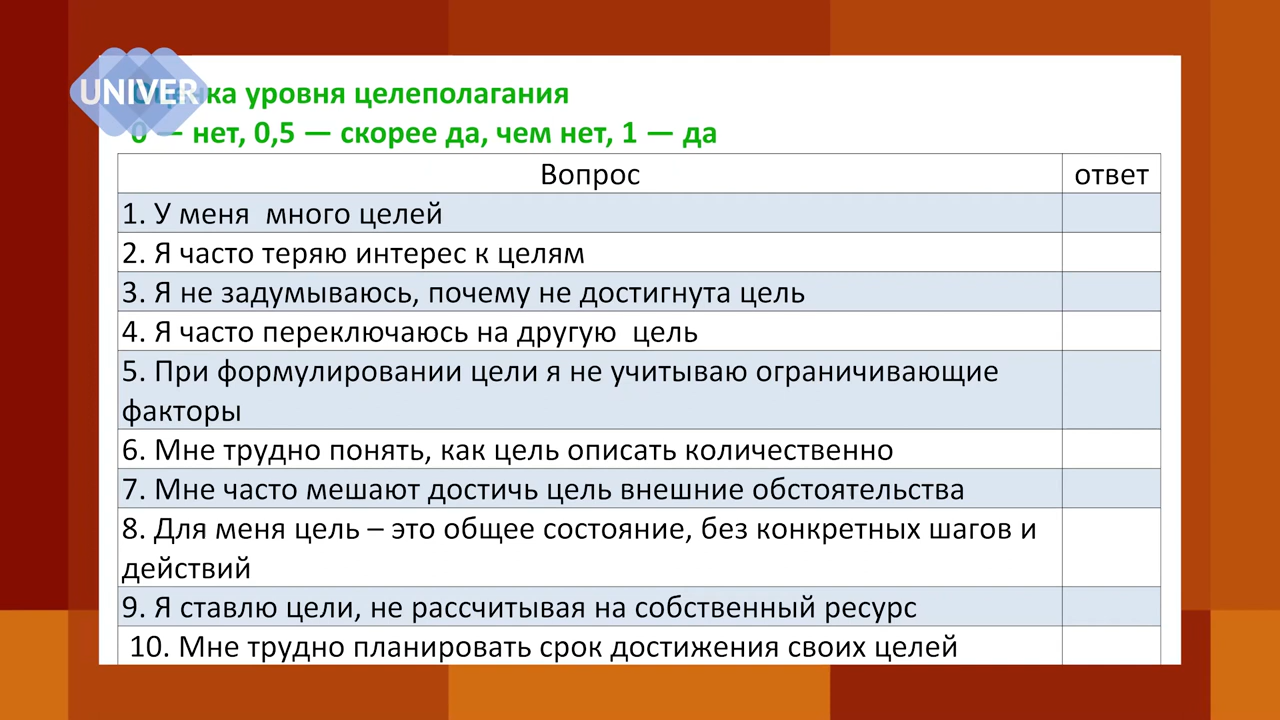 UNIVER
Оценка уровня целеполагания
0 — нет, 0,5 — скорее да, чем нет, 1 — да
Вопрос ответ
1. У меня много целей
2. Я часто теряю интерес к целям
3. Я не задумываюсь, почему не достигнута цель
4. Я часто переключаюсь на другую цель
5. При формулировании цели я не учитываю ограничивающие
факторы
6. Мне трудно понять, как цель описать количественно
7. Мне часто мешают достичь цель внешние обстоятельства
8. Для меня цель – это общее состояние, без конкретных шагов и
действий
9. Я ставлю цели, не рассчитывая на собственный ресурс
10. Мне трудно планировать срок достижения своих целей